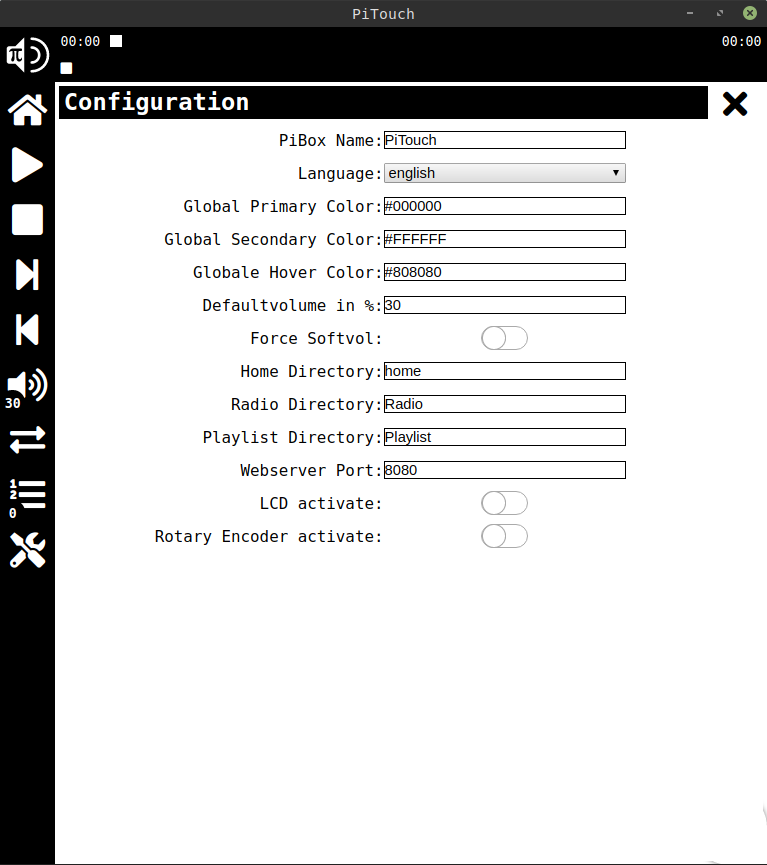 PiTouch
00:00 00:00
Configuration
PiBox Name: PiTouch
Language: english
Global Primary Color: #000000
Global Secondary Color: #FFFFFF
Globale Hover Color: #808080
Defaultvolume in %: 30
Force Softvol:
Home Directory: home
30
Radio Directory: Radio
Playlist Directory: Playlist
Webserver Port: 8080
1
2
LCD activate:
0
Rotary Encoder activate: